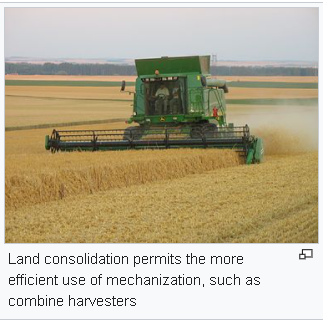 Land consolidation permits the more
efficient use of mechanization, such as
combine harvesters